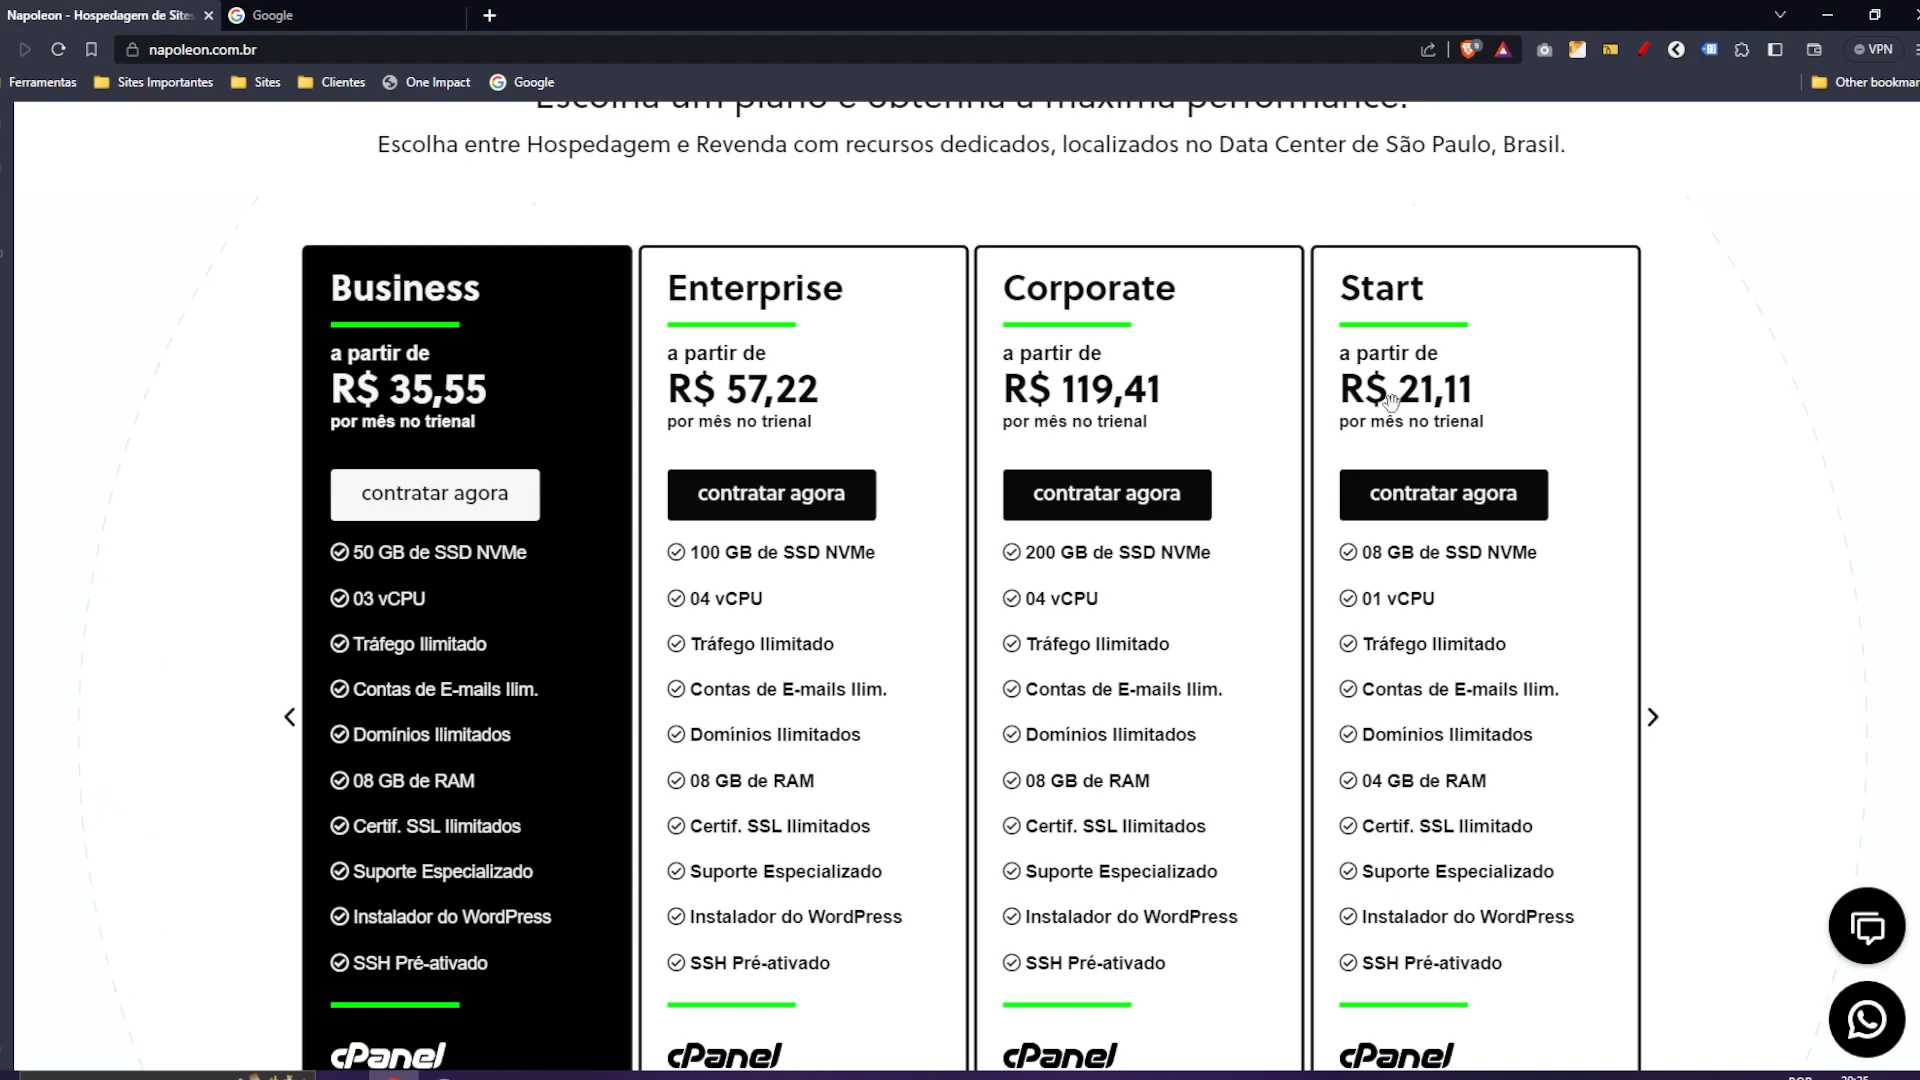 Napoleon - Hospedagem de Sites
Google
napoleon.com.br
VPN
Ferramentas
Sites Importantes
Sites
Clientes
One Impact
Google
Other bookmar
Escolha um plano e obtenha a máxima performance.
Escolha entre Hospedagem e Revenda com recursos dedicados, localizados no Data Center de São Paulo, Brasil.
Business
a partir de
R$ 35,55
por mês no trienal
contratar agora
50 GB de SSD NVMe
03 vCPU
Tráfego Ilimitado
Contas de E-mails Ilim.
Domínios Ilimitados
08 GB de RAM
Certif. SSL Ilimitados
Suporte Especializado
Instalador do WordPress
SSH Pré-ativado
cPanel
Enterprise
a partir de
R$ 57,22
por mês no trienal
contratar agora
100 GB de SSD NVMe
04 vCPU
Tráfego Ilimitado
Contas de E-mails Ilim.
Domínios Ilimitados
08 GB de RAM
Certif. SSL Ilimitados
Suporte Especializado
Instalador do WordPress
SSH Pré-ativado
cPanel
Corporate
a partir de
R$ 119,41
por mês no trienal
contratar agora
200 GB de SSD NVMe
04 vCPU
Tráfego Ilimitado
Contas de E-mails Ilim.
Domínios Ilimitados
08 GB de RAM
Certif. SSL Ilimitados
Suporte Especializado
Instalador do WordPress
SSH Pré-ativado
cPanel
Start
a partir de
R$ 21,11
por mês no trienal
contratar agora
08 GB de SSD NVMe
01 vCPU
Tráfego Ilimitado
Contas de E-mails Ilim.
Domínios Ilimitados
04 GB de RAM
Certif. SSL Ilimitado
Suporte Especializado
Instalador do WordPress
SSH Pré-ativado
cPanel